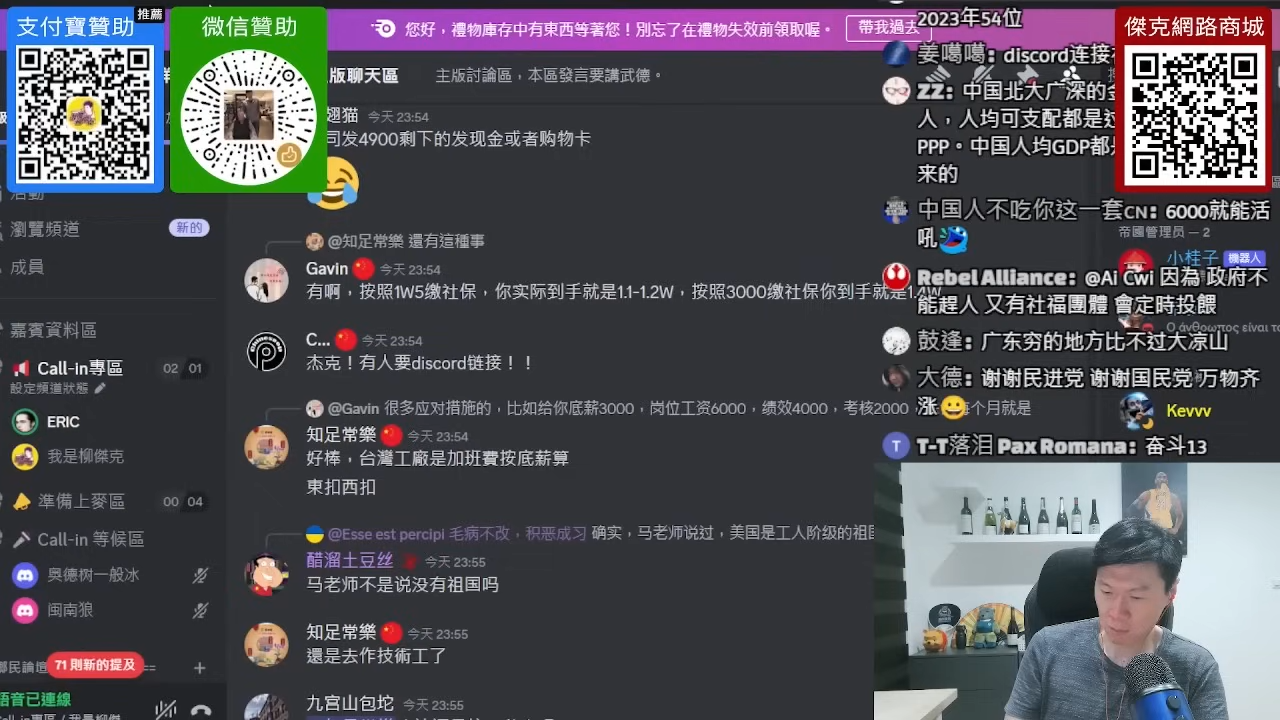 支付寶贊助
推薦
微信贊助
您好，禮物庫存中有東西等著您！別忘了在禮物失效前領取喔。
帶我過去
傑克網路商城
版聊天區
主版討論區，本區發言要講武德。
瀏覽頻道
新的
成員
嘉賓資料區
Call-in專區
02 01
設定頻道狀態
ERIC
我是柳傑克
準備上麥區
00 04
Call-in 等候區
奥德树一般冰
闽南狼
鄉民論壇
71 則新的提及
語音已連線
翅猫 今天 23:54
司发4900剩下的发现金或者购物卡
@知足常樂 還有這種事
Gavin 今天 23:54
有啊，按照1W5缴社保，你实际到手就是1.1-1.2W，按照3000缴社保你到手就是1.4W
C... 今天 23:54
杰克！有人要discord链接！！
@Gavin 很多应对措施的，比如给你底薪3000，岗位工资6000，绩效4000，考核2000
每个月就是
知足常樂 今天 23:54
好棒，台灣工廠是加班費按底薪算
東扣西扣
@Esse est percipi 毛病不改，积恶成习 确实，马老师说过，美国是工人阶级的祖国
醋溜土豆丝 今天 23:55
马老师不是说没有祖国吗
知足常樂 今天 23:55
還是去作技術工了
九宫山包坨 今天 23:55
2023年54位
姜噶噶: discord连接在
ZZ: 中国北大广深的金
人，人均可支配都是过
PPP。中国人均GDP都是
来的
中国人不吃你这一套CN: 6000就能活
吼
帝國管理员 — 2
小桂子 機器人
Rebel Alliance: @Ai Cwi 因為 政府不
能趕人 又有社福團體 會定時投餵
Ο άνθρωπος είναι το
鼓逢: 广东穷的地方比不过大凉山
大德: 谢谢民进党 谢谢国民党 万物齐
涨
Kevvv
T
T-T落泪 Pax Romana: 奋斗13